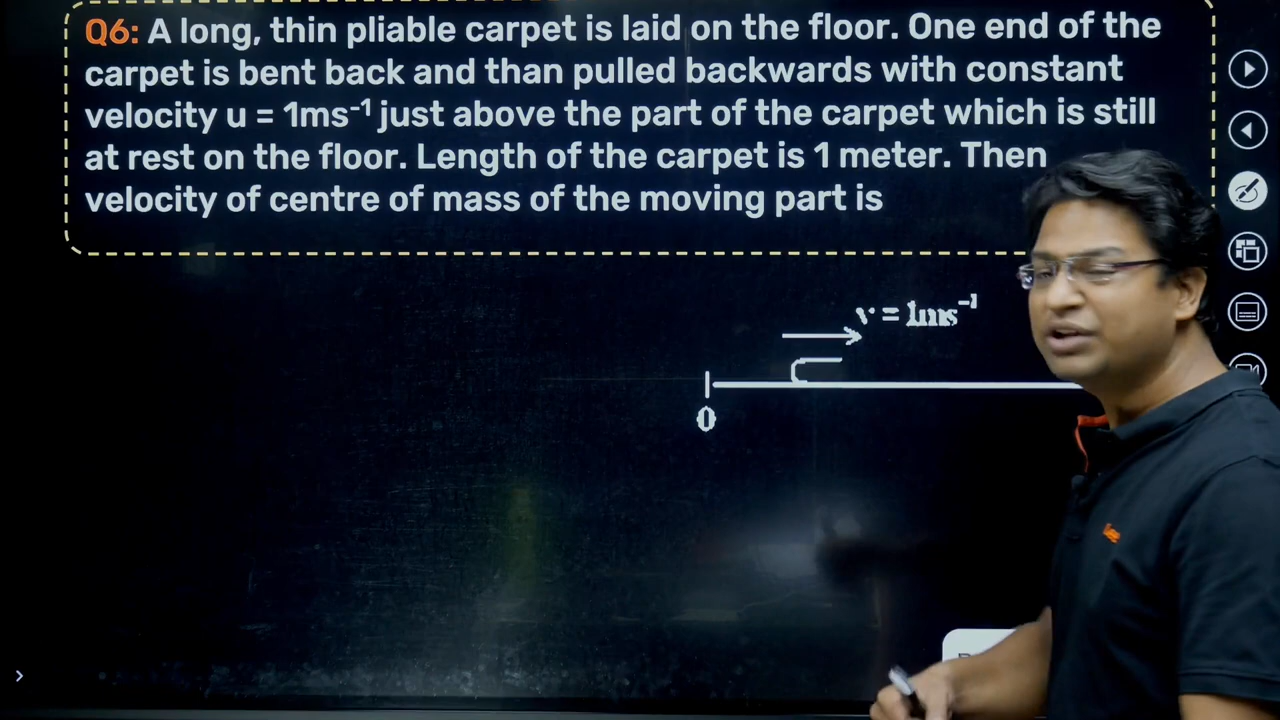 Q6: A long, thin pliable carpet is laid on the floor. One end of the
carpet is bent back and than pulled backwards with constant
velocity u = 1ms⁻¹ just above the part of the carpet which is still
at rest on the floor. Length of the carpet is 1 meter. Then
velocity of centre of mass of the moving part is
v = 1ms⁻¹
0